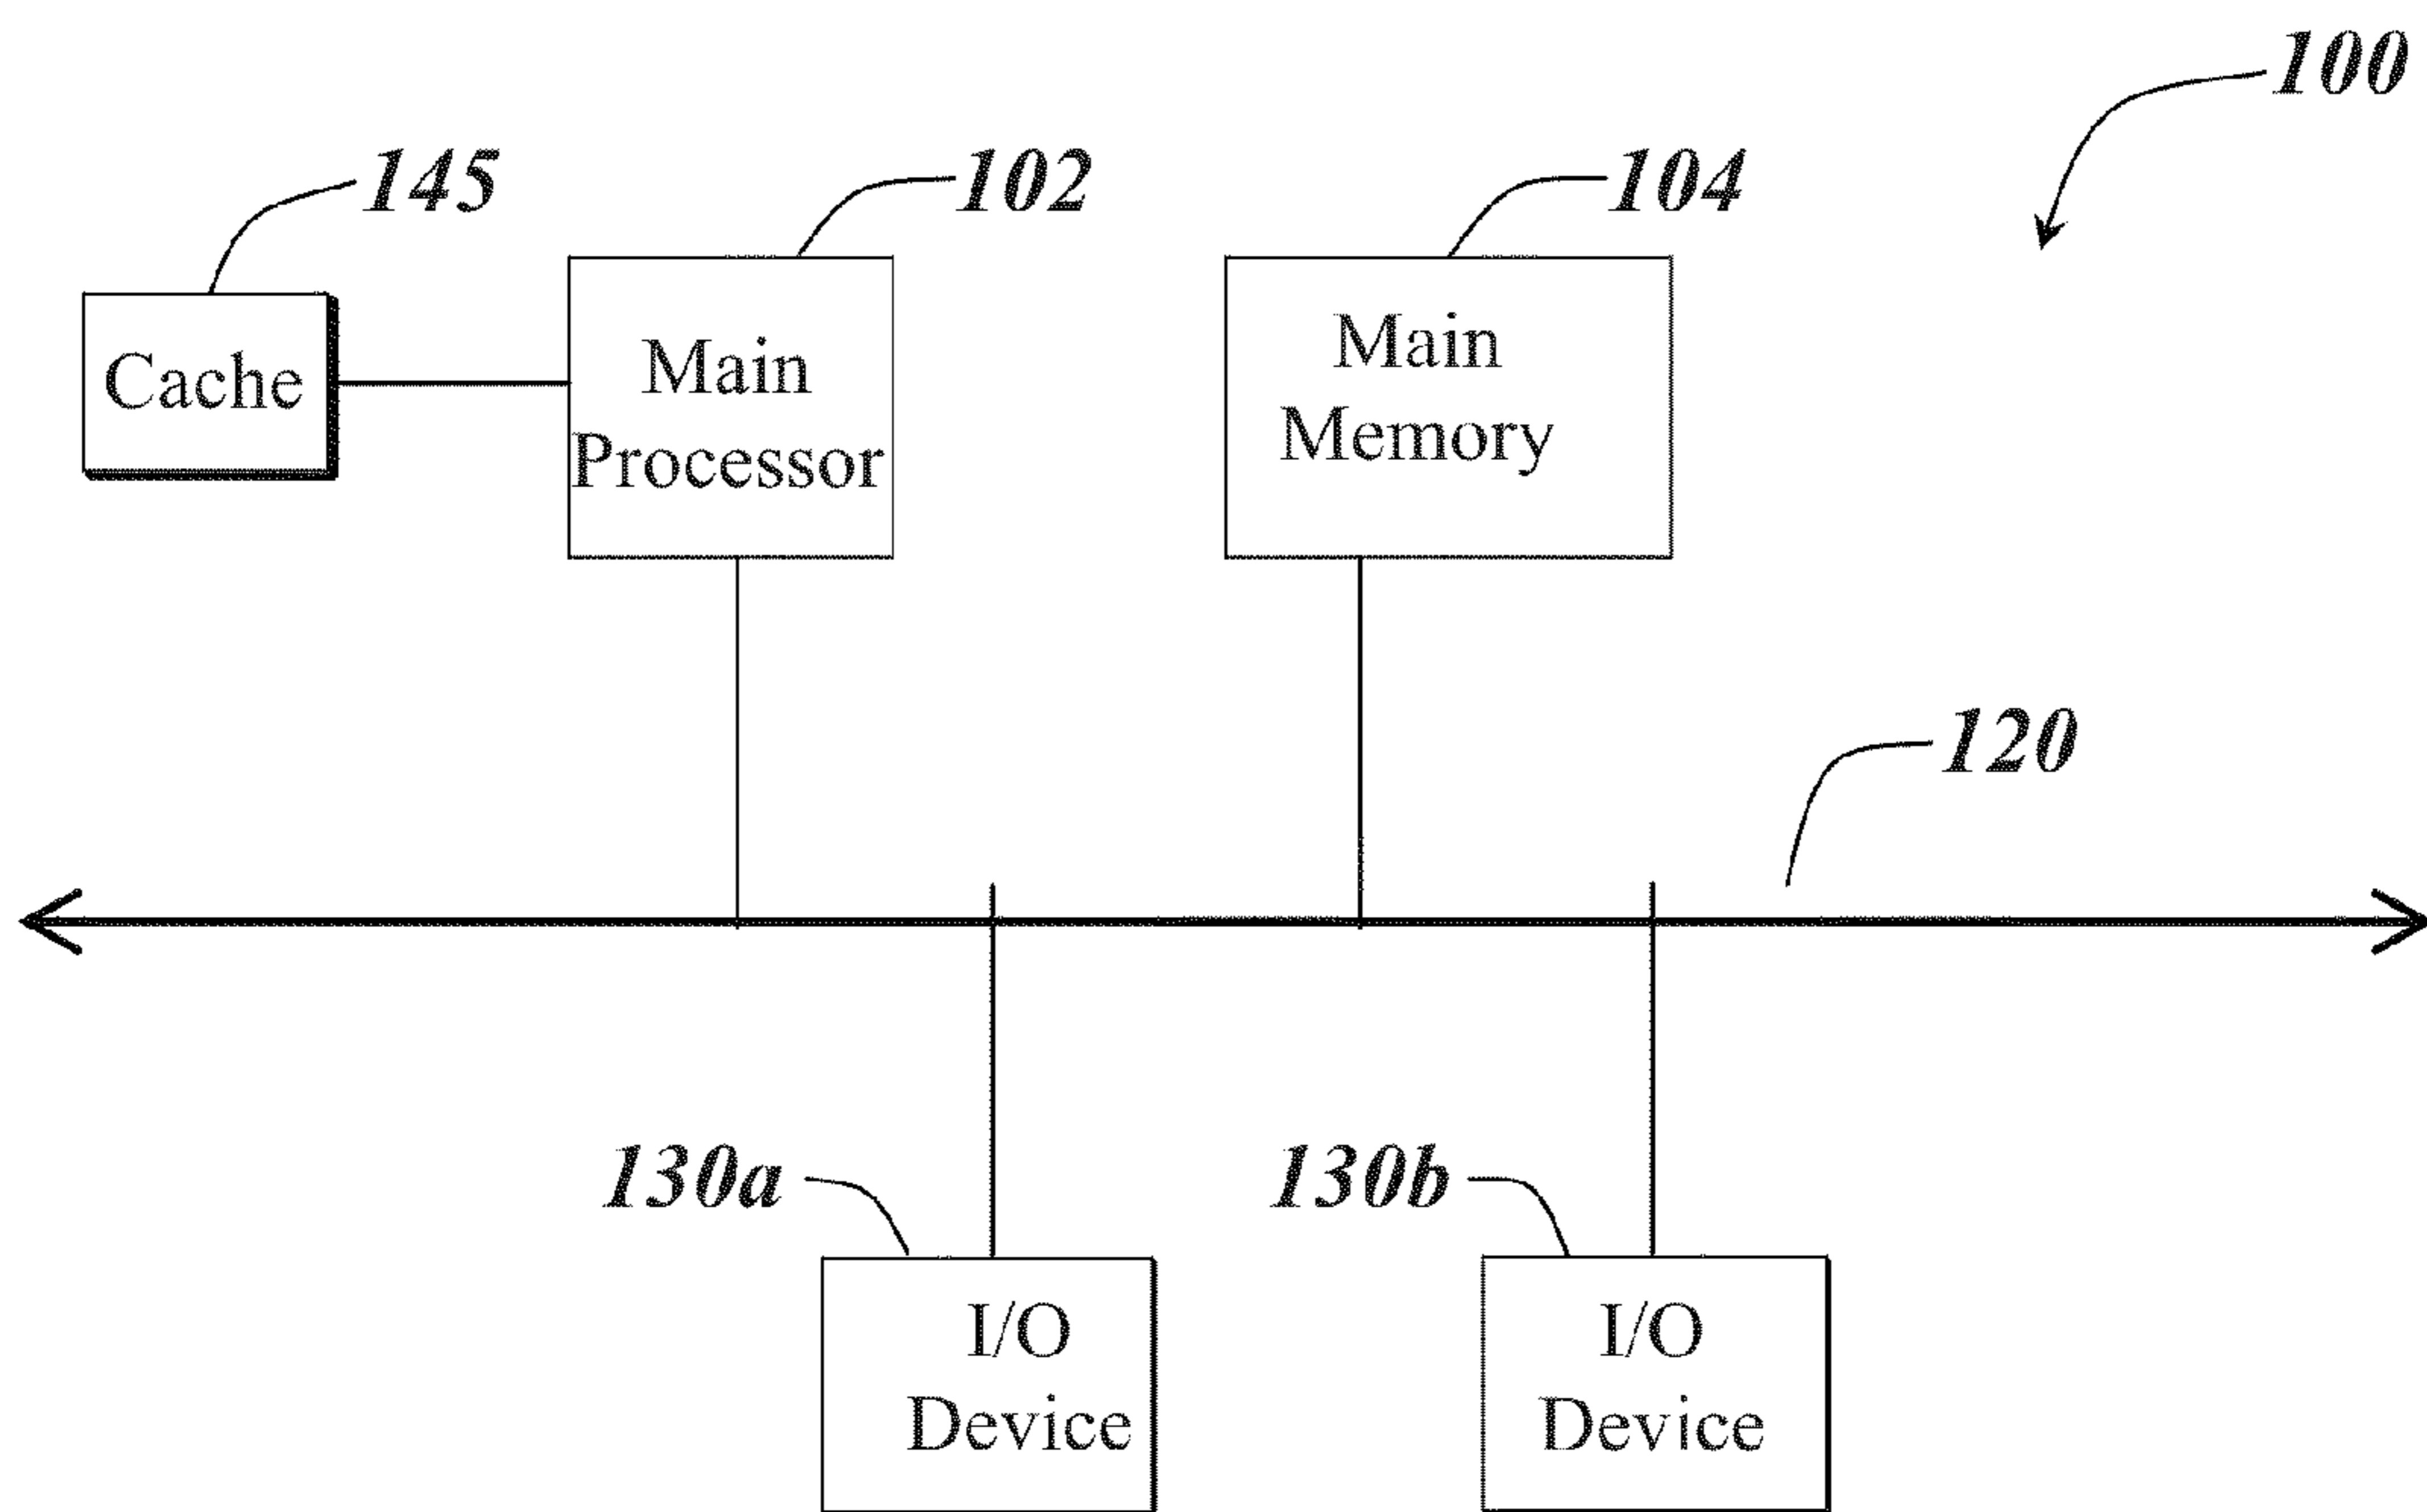 100
145
102
104
Cache
Main
Processor
Main
Memory
120
130a
130b
I/O
Device
I/O
Device